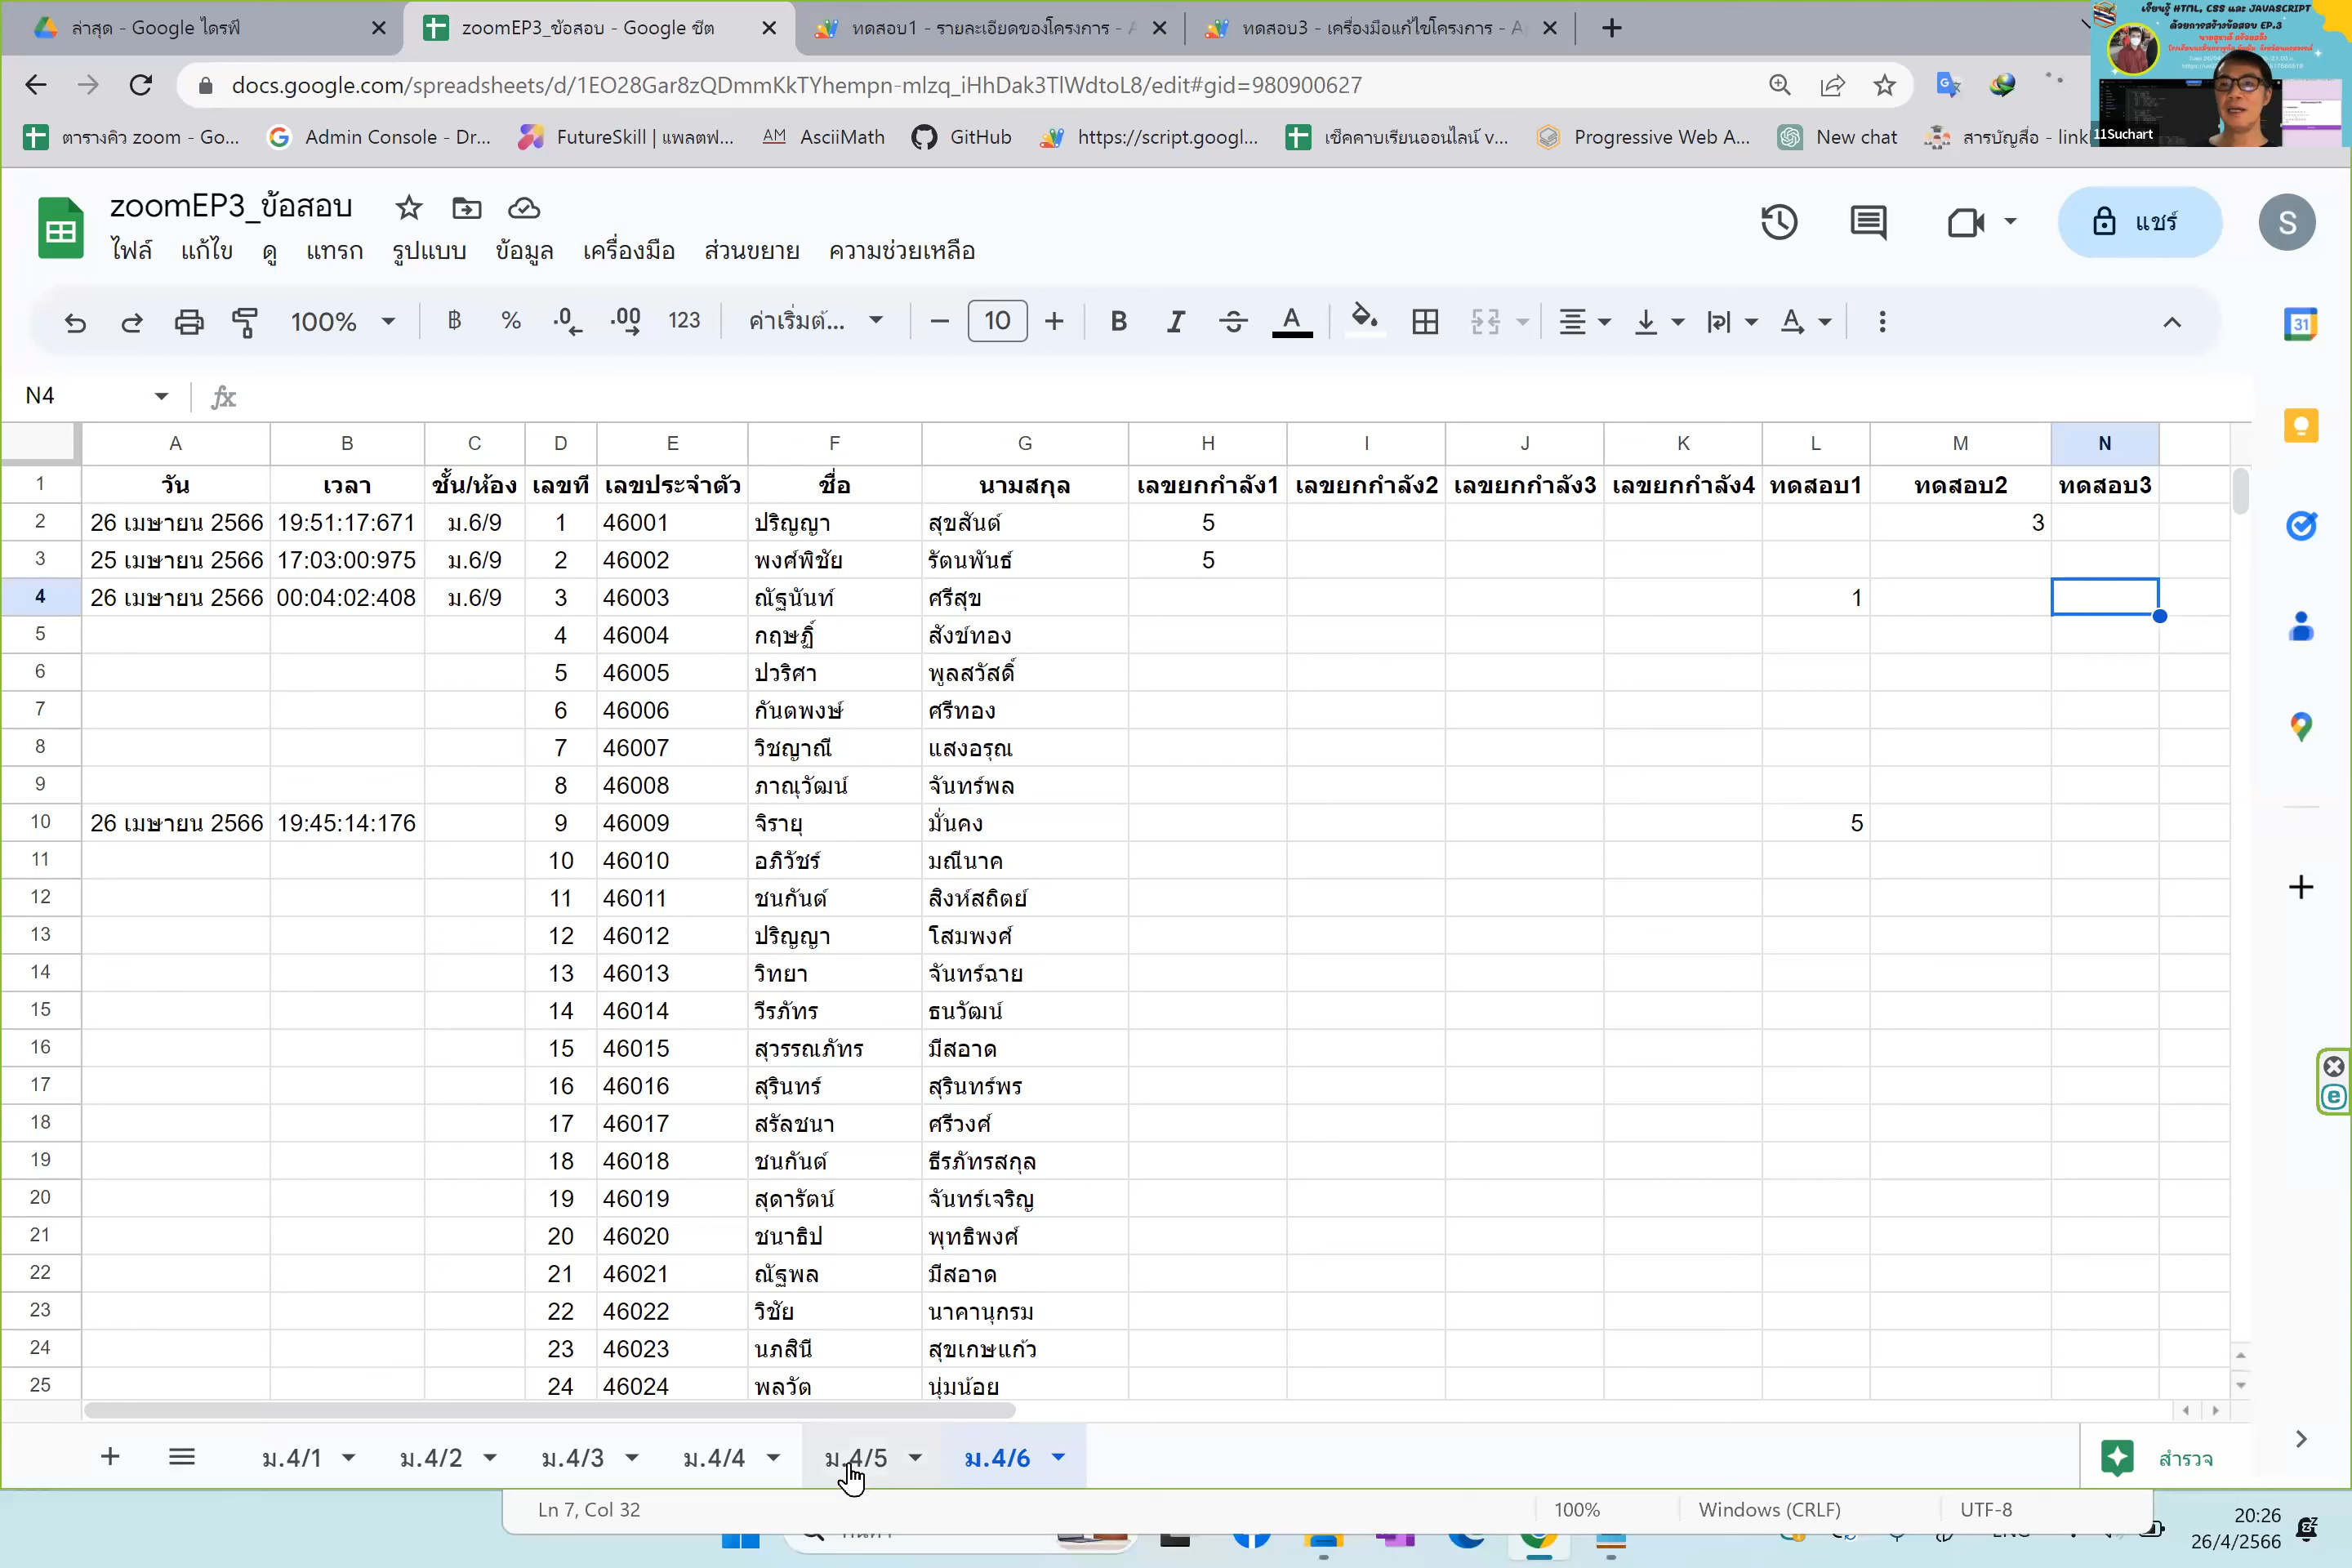 ล่าสุด - Google ไดรฟ์
zoomEP3_ข้อสอบ - Google ชีต
ทดสอบ1 - รายละเอียดของโครงการ - A
ทดสอบ3 - เครื่องมือแก้ไขโครงการ - A
เรียนรู้ HTML, CSS และ JAVASCRIPT
ด้วยการสร้างข้อสอบ EP.3
docs.google.com/spreadsheets/d/1EO28Gar8zQDmmKkTYhempn-mlzq_iHhDak3TlWdtoL8/edit#gid=980900627
11Suchart
ตารางคิว zoom - Go...
Admin Console - Dr...
FutureSkill | แพลตฟ...
AM AsciiMath
GitHub
https://script.googl...
เช็คคาบเรียนออนไลน์ v...
Progressive Web A...
New chat
สารบัญสื่อ - link
zoomEP3_ข้อสอบ
ไฟล์ แก้ไข ดู แทรก รูปแบบ ข้อมูล เครื่องมือ ส่วนขยาย ความช่วยเหลือ
แชร์
S
100% ฿ % .0 .00 123 ค่าเริ่มต้... 10 B I A A
31
N4 fx
A B C D E F G H I J K L M N
1 วัน เวลา ชั้น/ห้อง เลขที่ เลขประจำตัว ชื่อ นามสกุล เลขยกกำลัง1 เลขยกกำลัง2 เลขยกกำลัง3 เลขยกกำลัง4 ทดสอบ1 ทดสอบ2 ทดสอบ3
2 26 เมษายน 2566 19:51:17:671 ม.6/9 1 46001 ปริญญา สุขสันต์ 5 3
3 25 เมษายน 2566 17:03:00:975 ม.6/9 2 46002 พงศ์พิชัย รัตนพันธ์ 5
4 26 เมษายน 2566 00:04:02:408 ม.6/9 3 46003 ณัฐนันท์ ศรีสุข 1
5 4 46004 กฤษฏิ์ สังข์ทอง
6 5 46005 ปวริศา พูลสวัสดิ์
7 6 46006 กันตพงษ์ ศรีทอง
8 7 46007 วิชญาณี แสงอรุณ
9 8 46008 ภาณุวัฒน์ จันทร์พล
10 26 เมษายน 2566 19:45:14:176 9 46009 จิรายุ มั่นคง 5
11 10 46010 อภิวัชร์ มณีนาค
12 11 46011 ชนกันต์ สิงห์สถิตย์
13 12 46012 ปริญญา โสมพงศ์
14 13 46013 วิทยา จันทร์ฉาย
15 14 46014 วีรภัทร ธนวัฒน์
16 15 46015 สุวรรณภัทร มีสอาด
17 16 46016 สุรินทร์ สุรินทร์พร
18 17 46017 สรัลชนา ศรีวงศ์
19 18 46018 ชนกันต์ ธีรภัทรสกุล
20 19 46019 สุดารัตน์ จันทร์เจริญ
21 20 46020 ชนาธิป พุทธิพงศ์
22 21 46021 ณัฐพล มีสอาด
23 22 46022 วิชัย นาคานุกรม
24 23 46023 นภสินี สุขเกษแก้ว
25 24 46024 พลวัต นุ่มน้อย
ม.4/1 ม.4/2 ม.4/3 ม.4/4 ม.4/5 ม.4/6 สำรวจ
Ln 7, Col 32 100% Windows (CRLF) UTF-8
20:26
26/4/2566